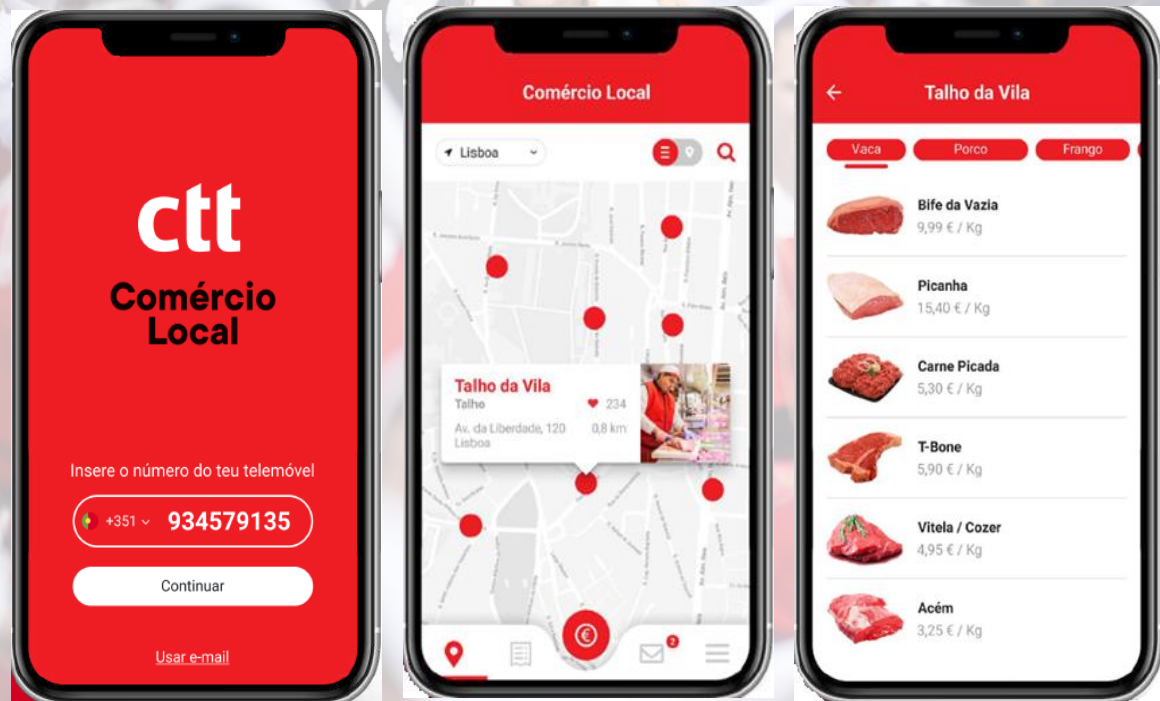 ctt
Comércio
Local
Insere o número do teu telemóvel
+351 934579135
Continuar
Usar e-mail
Comércio Local
Lisboa
Talho da Vila
Talho
234
Av. da Liberdade, 120
0,8 km
Lisboa
2
Talho da Vila
Vaca Porco Frango
Bife da Vazia
9,99 € / Kg
Picanha
15,40 € / Kg
Carne Picada
5,30 € / Kg
T-Bone
5,90 € / Kg
Vitela / Cozer
4,95 € / Kg
Acém
3,25 € / Kg